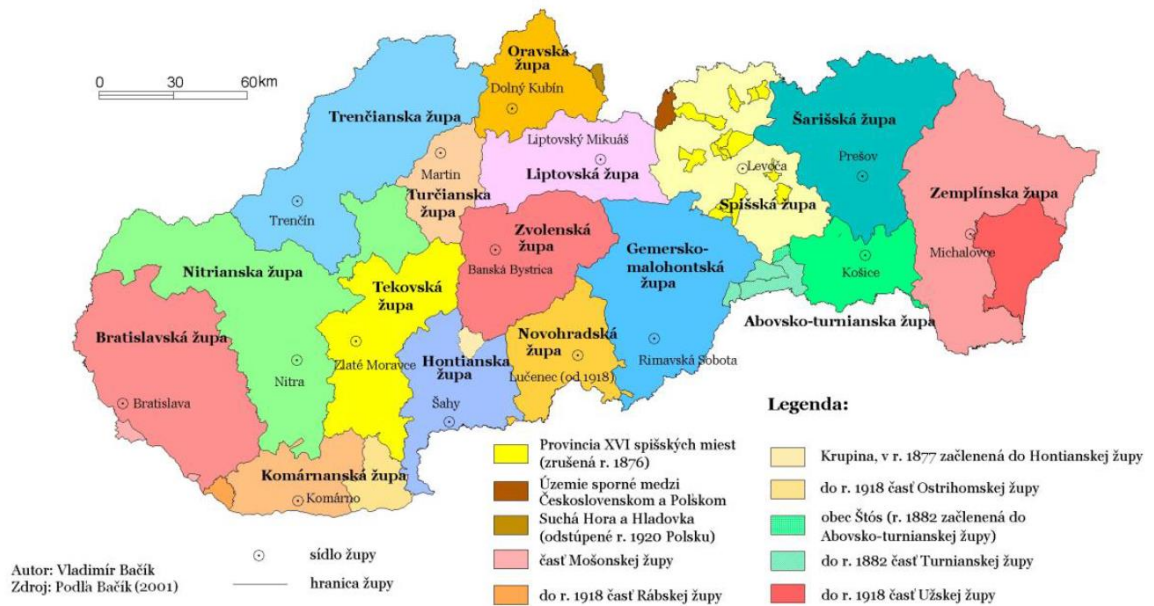 0 30 60 km
Oravská
župa
Dolný Kubín
Trenčianska župa
Trenčín
Liptovský Mikuáš
Liptovská župa
Martin
Turčianska
župa
Šarišská župa
Prešov
Levoča
Spišská župa
Zemplínska župa
Michalovce
Zvolenská
župa
Banská Bystrica
Gemersko-
malohontská
župa
Rimavská Sobota
Košice
Abovsko-turnianska župa
Nitrianska župa
Nitra
Tekovská
župa
Zlaté Moravce
Bratislavská župa
Bratislava
Hontianska
župa
Šahy
Novohradská
župa
Lučenec (od 1918)
Komárnanská župa
Komárno
Legenda:
Provincia XVI spišských miest
(zrušená r. 1876)
Územie sporné medzi
Československom a Poľskom
Suchá Hora a Hladovka
(odstúpené r. 1920 Polsku)
časť Mošonskej župy
do r. 1918 časť Rábskej župy
Krupina, v r. 1877 začlenená do Hontianskej župy
do r. 1918 časť Ostrihomskej župy
obec Štós (r. 1882 začlenená do
Abovsko-turnianskej župy)
do r. 1882 časť Turnianskej župy
do r. 1918 časť Užskej župy
sídlo župy
hranica župy
Autor: Vladimír Bačík
Zdroj: Podľa Bačík (2001)